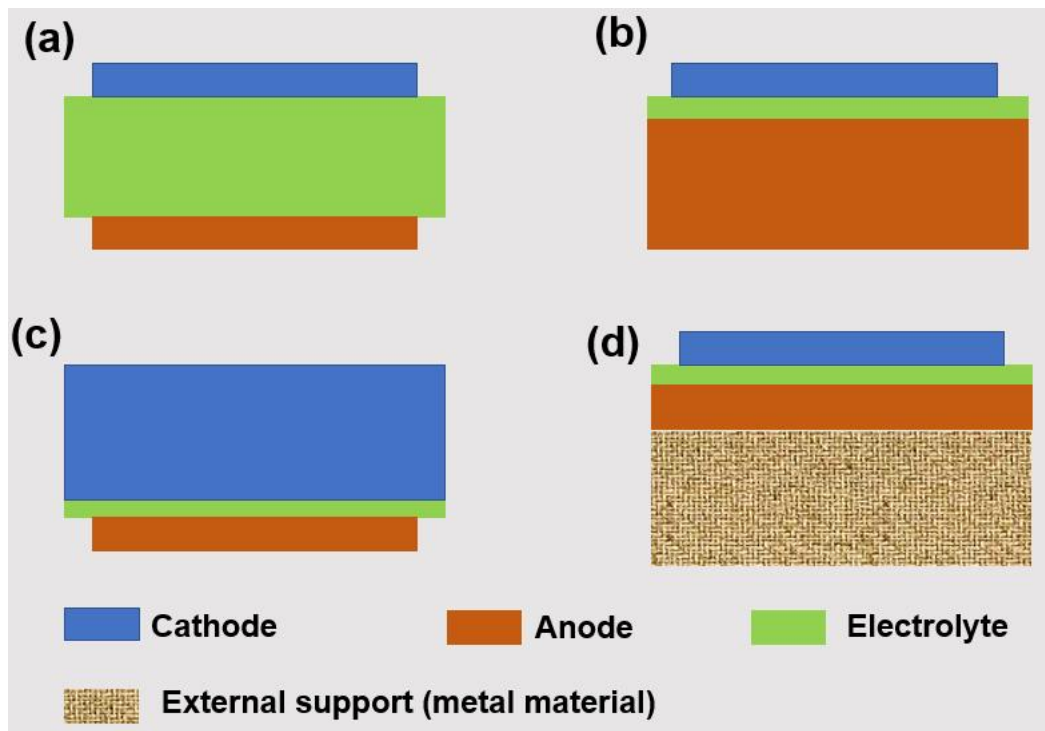 (a)
(b)
(c)
(d)
Cathode
Anode
Electrolyte
External support (metal material)